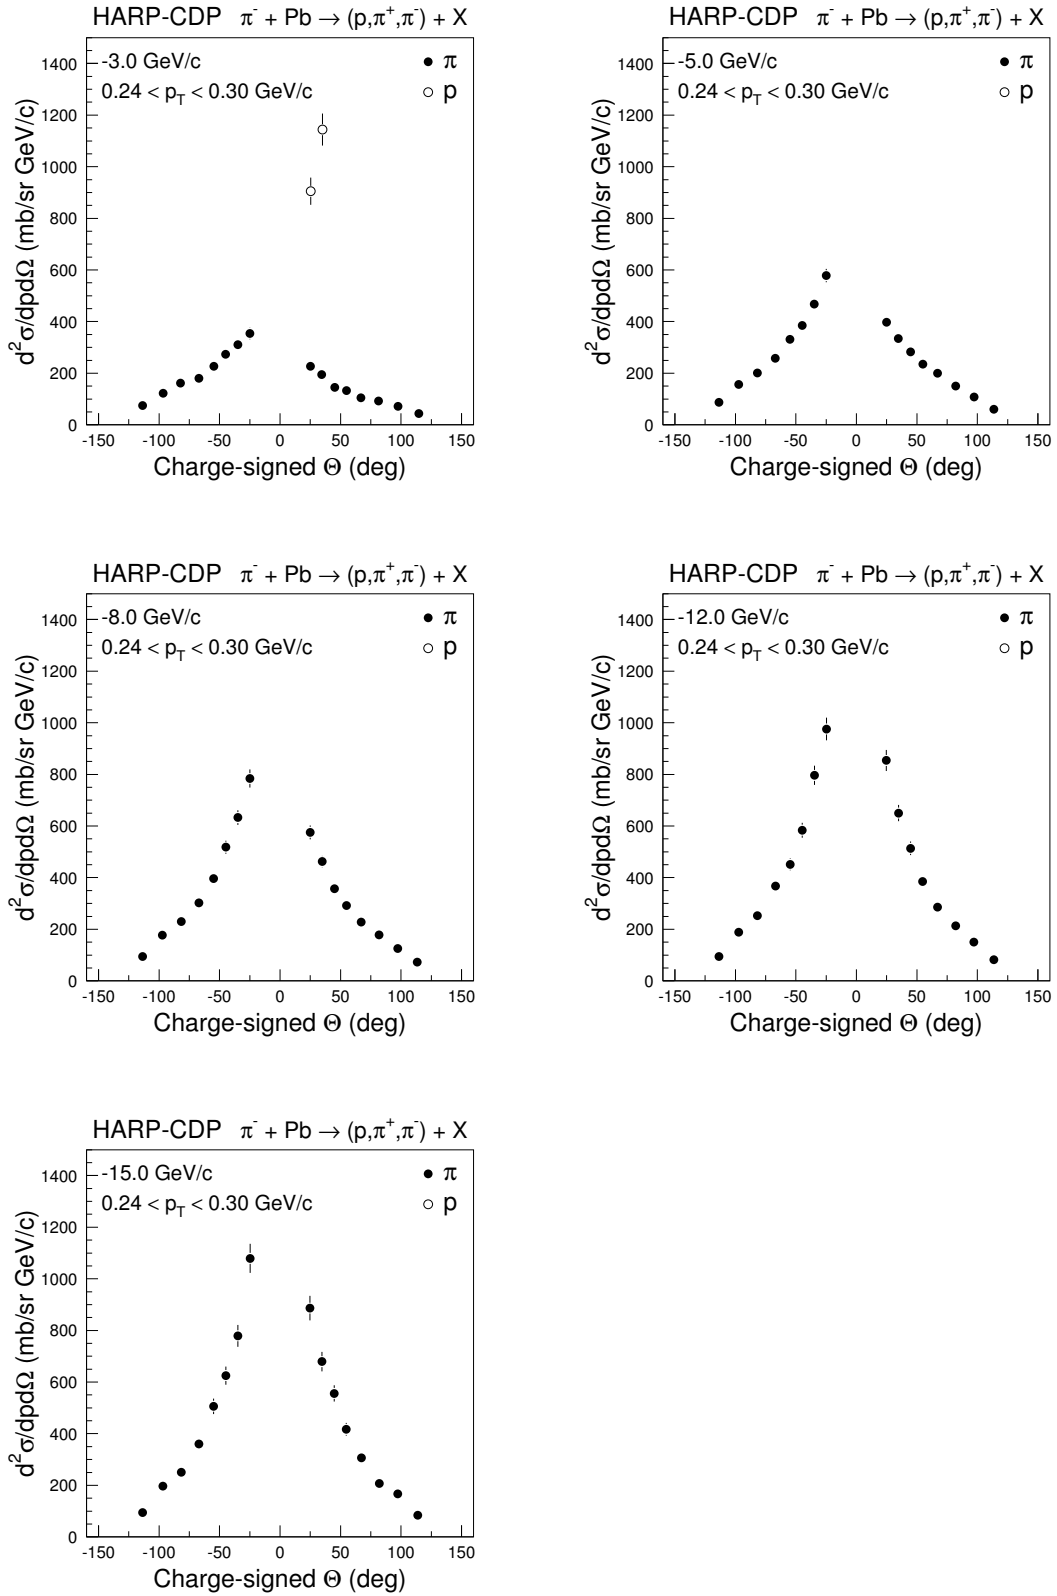 HARP-CDP π⁻ + Pb → (p,π⁺,π⁻) + X
-3.0 GeV/c
π
0.24 < p_T < 0.30 GeV/c
p
1400
1200
1000
800
600
400
200
0
-150 -100 -50 0 50 100 150
d²σ/dpdΩ (mb/sr GeV/c)
Charge-signed Θ (deg)
HARP-CDP π⁻ + Pb → (p,π⁺,π⁻) + X
-5.0 GeV/c
π
0.24 < p_T < 0.30 GeV/c
p
1400
1200
1000
800
600
400
200
0
-150 -100 -50 0 50 100 150
d²σ/dpdΩ (mb/sr GeV/c)
Charge-signed Θ (deg)
HARP-CDP π⁻ + Pb → (p,π⁺,π⁻) + X
-8.0 GeV/c
π
0.24 < p_T < 0.30 GeV/c
p
1400
1200
1000
800
600
400
200
0
-150 -100 -50 0 50 100 150
d²σ/dpdΩ (mb/sr GeV/c)
Charge-signed Θ (deg)
HARP-CDP π⁻ + Pb → (p,π⁺,π⁻) + X
-12.0 GeV/c
π
0.24 < p_T < 0.30 GeV/c
p
1400
1200
1000
800
600
400
200
0
-150 -100 -50 0 50 100 150
d²σ/dpdΩ (mb/sr GeV/c)
Charge-signed Θ (deg)
HARP-CDP π⁻ + Pb → (p,π⁺,π⁻) + X
-15.0 GeV/c
π
0.24 < p_T < 0.30 GeV/c
p
1400
1200
1000
800
600
400
200
0
-150 -100 -50 0 50 100 150
d²σ/dpdΩ (mb/sr GeV/c)
Charge-signed Θ (deg)